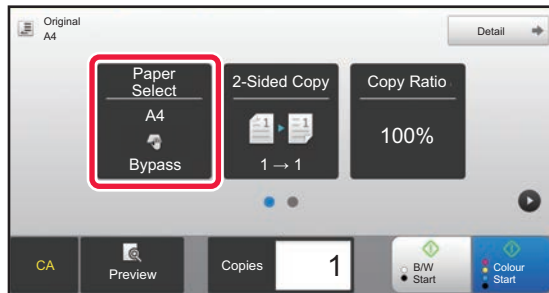 Original
A4
Detail
Paper
Select
A4
Bypass
2-Sided Copy
1 → 1
Copy Ratio
100%
CA
Preview
Copies
1
B/W
Start
Colour
Start